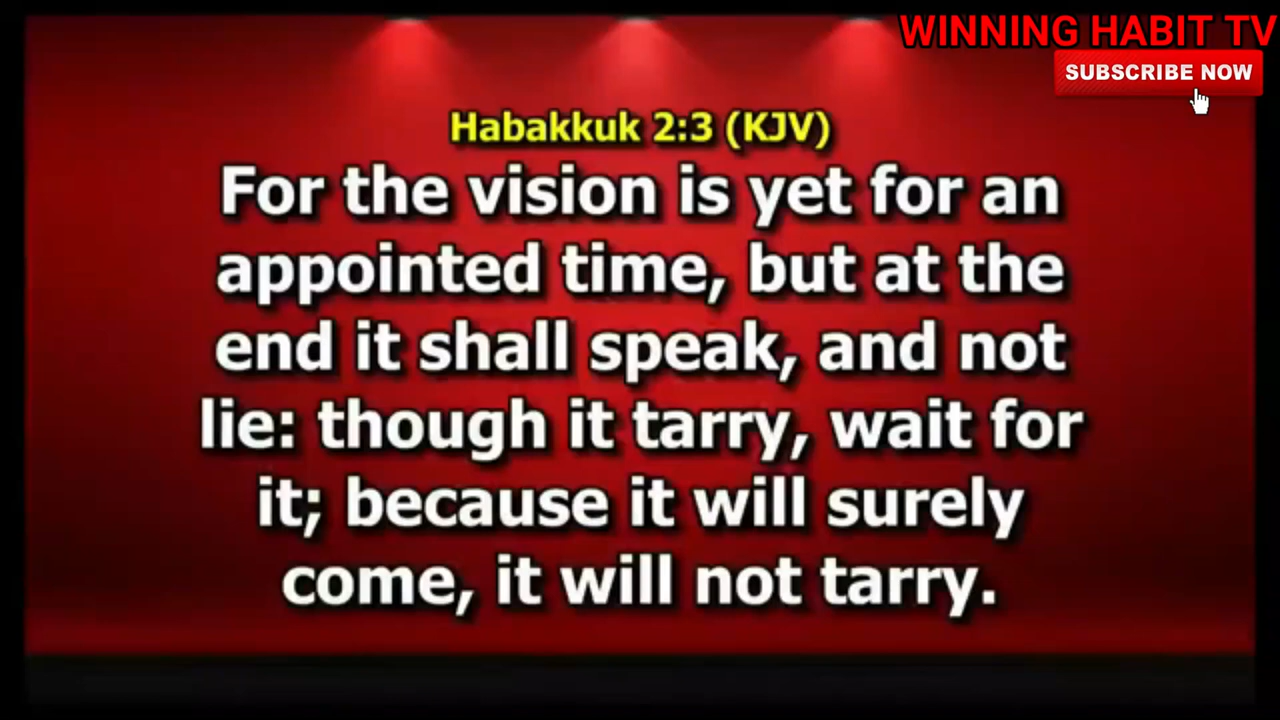 WINNING HABIT TV
SUBSCRIBE NOW
Habakkuk 2:3 (KJV)
For the vision is yet for an
appointed time, but at the
end it shall speak, and not
lie: though it tarry, wait for
it; because it will surely
come, it will not tarry.